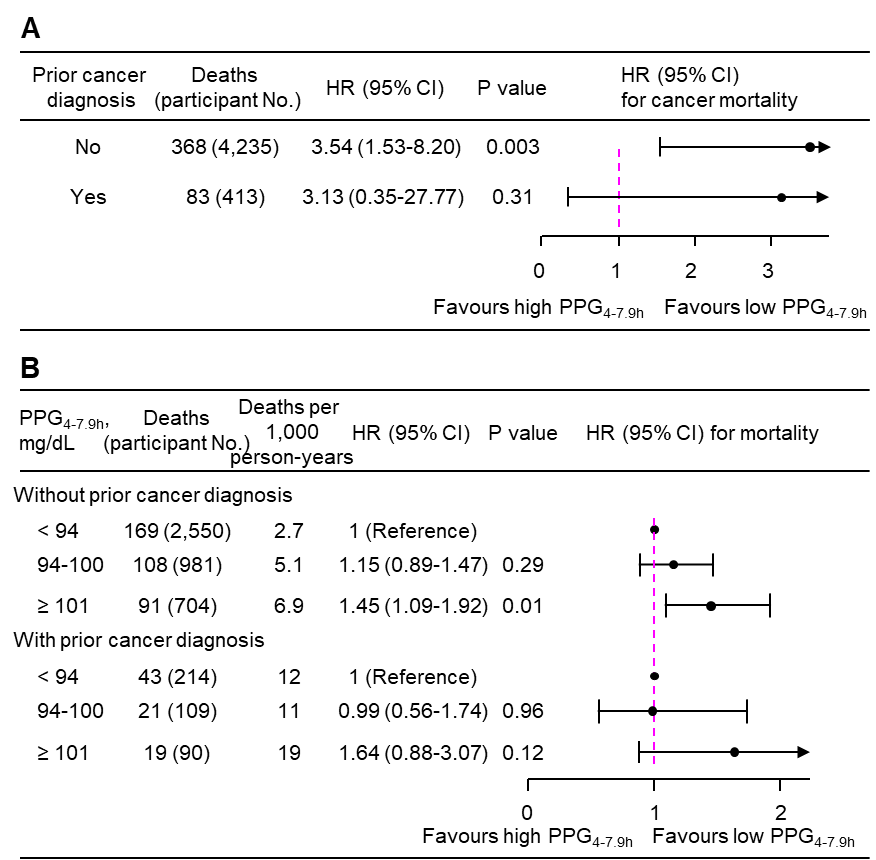 A
Prior cancer diagnosis Deaths (participant No.) HR (95% CI) P value HR (95% CI) for cancer mortality
No 368 (4,235) 3.54 (1.53-8.20) 0.003
Yes 83 (413) 3.13 (0.35-27.77) 0.31
0 1 2 3
Favours high PPG4-7.9h Favours low PPG4-7.9h
B
PPG4-7.9h, mg/dL Deaths (participant No.) Deaths per 1,000 person-years HR (95% CI) P value HR (95% CI) for mortality
Without prior cancer diagnosis
< 94 169 (2,550) 2.7 1 (Reference)
94-100 108 (981) 5.1 1.15 (0.89-1.47) 0.29
≥ 101 91 (704) 6.9 1.45 (1.09-1.92) 0.01
With prior cancer diagnosis
< 94 43 (214) 12 1 (Reference)
94-100 21 (109) 11 0.99 (0.56-1.74) 0.96
≥ 101 19 (90) 19 1.64 (0.88-3.07) 0.12
0 1 2
Favours high PPG4-7.9h Favours low PPG4-7.9h